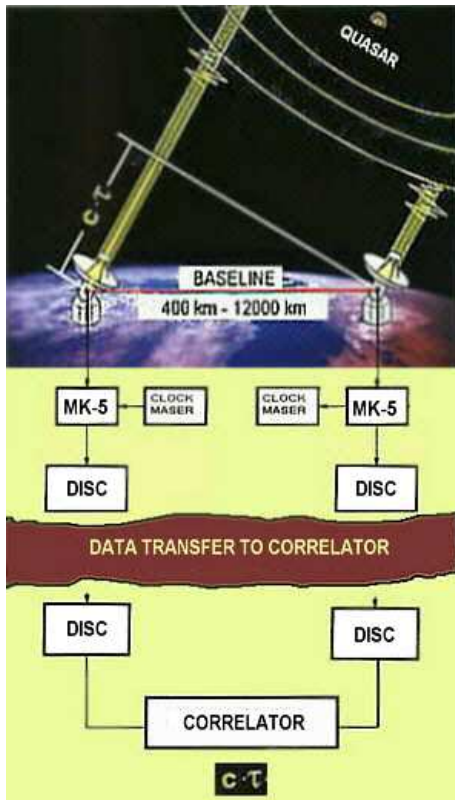 QUASAR
c·τ
BASELINE
400 km - 12000 km
MK-5
CLOCK
MASER
CLOCK
MASER
MK-5
DISC
DISC
DATA TRANSFER TO CORRELATOR
DISC
DISC
CORRELATOR
c·τ